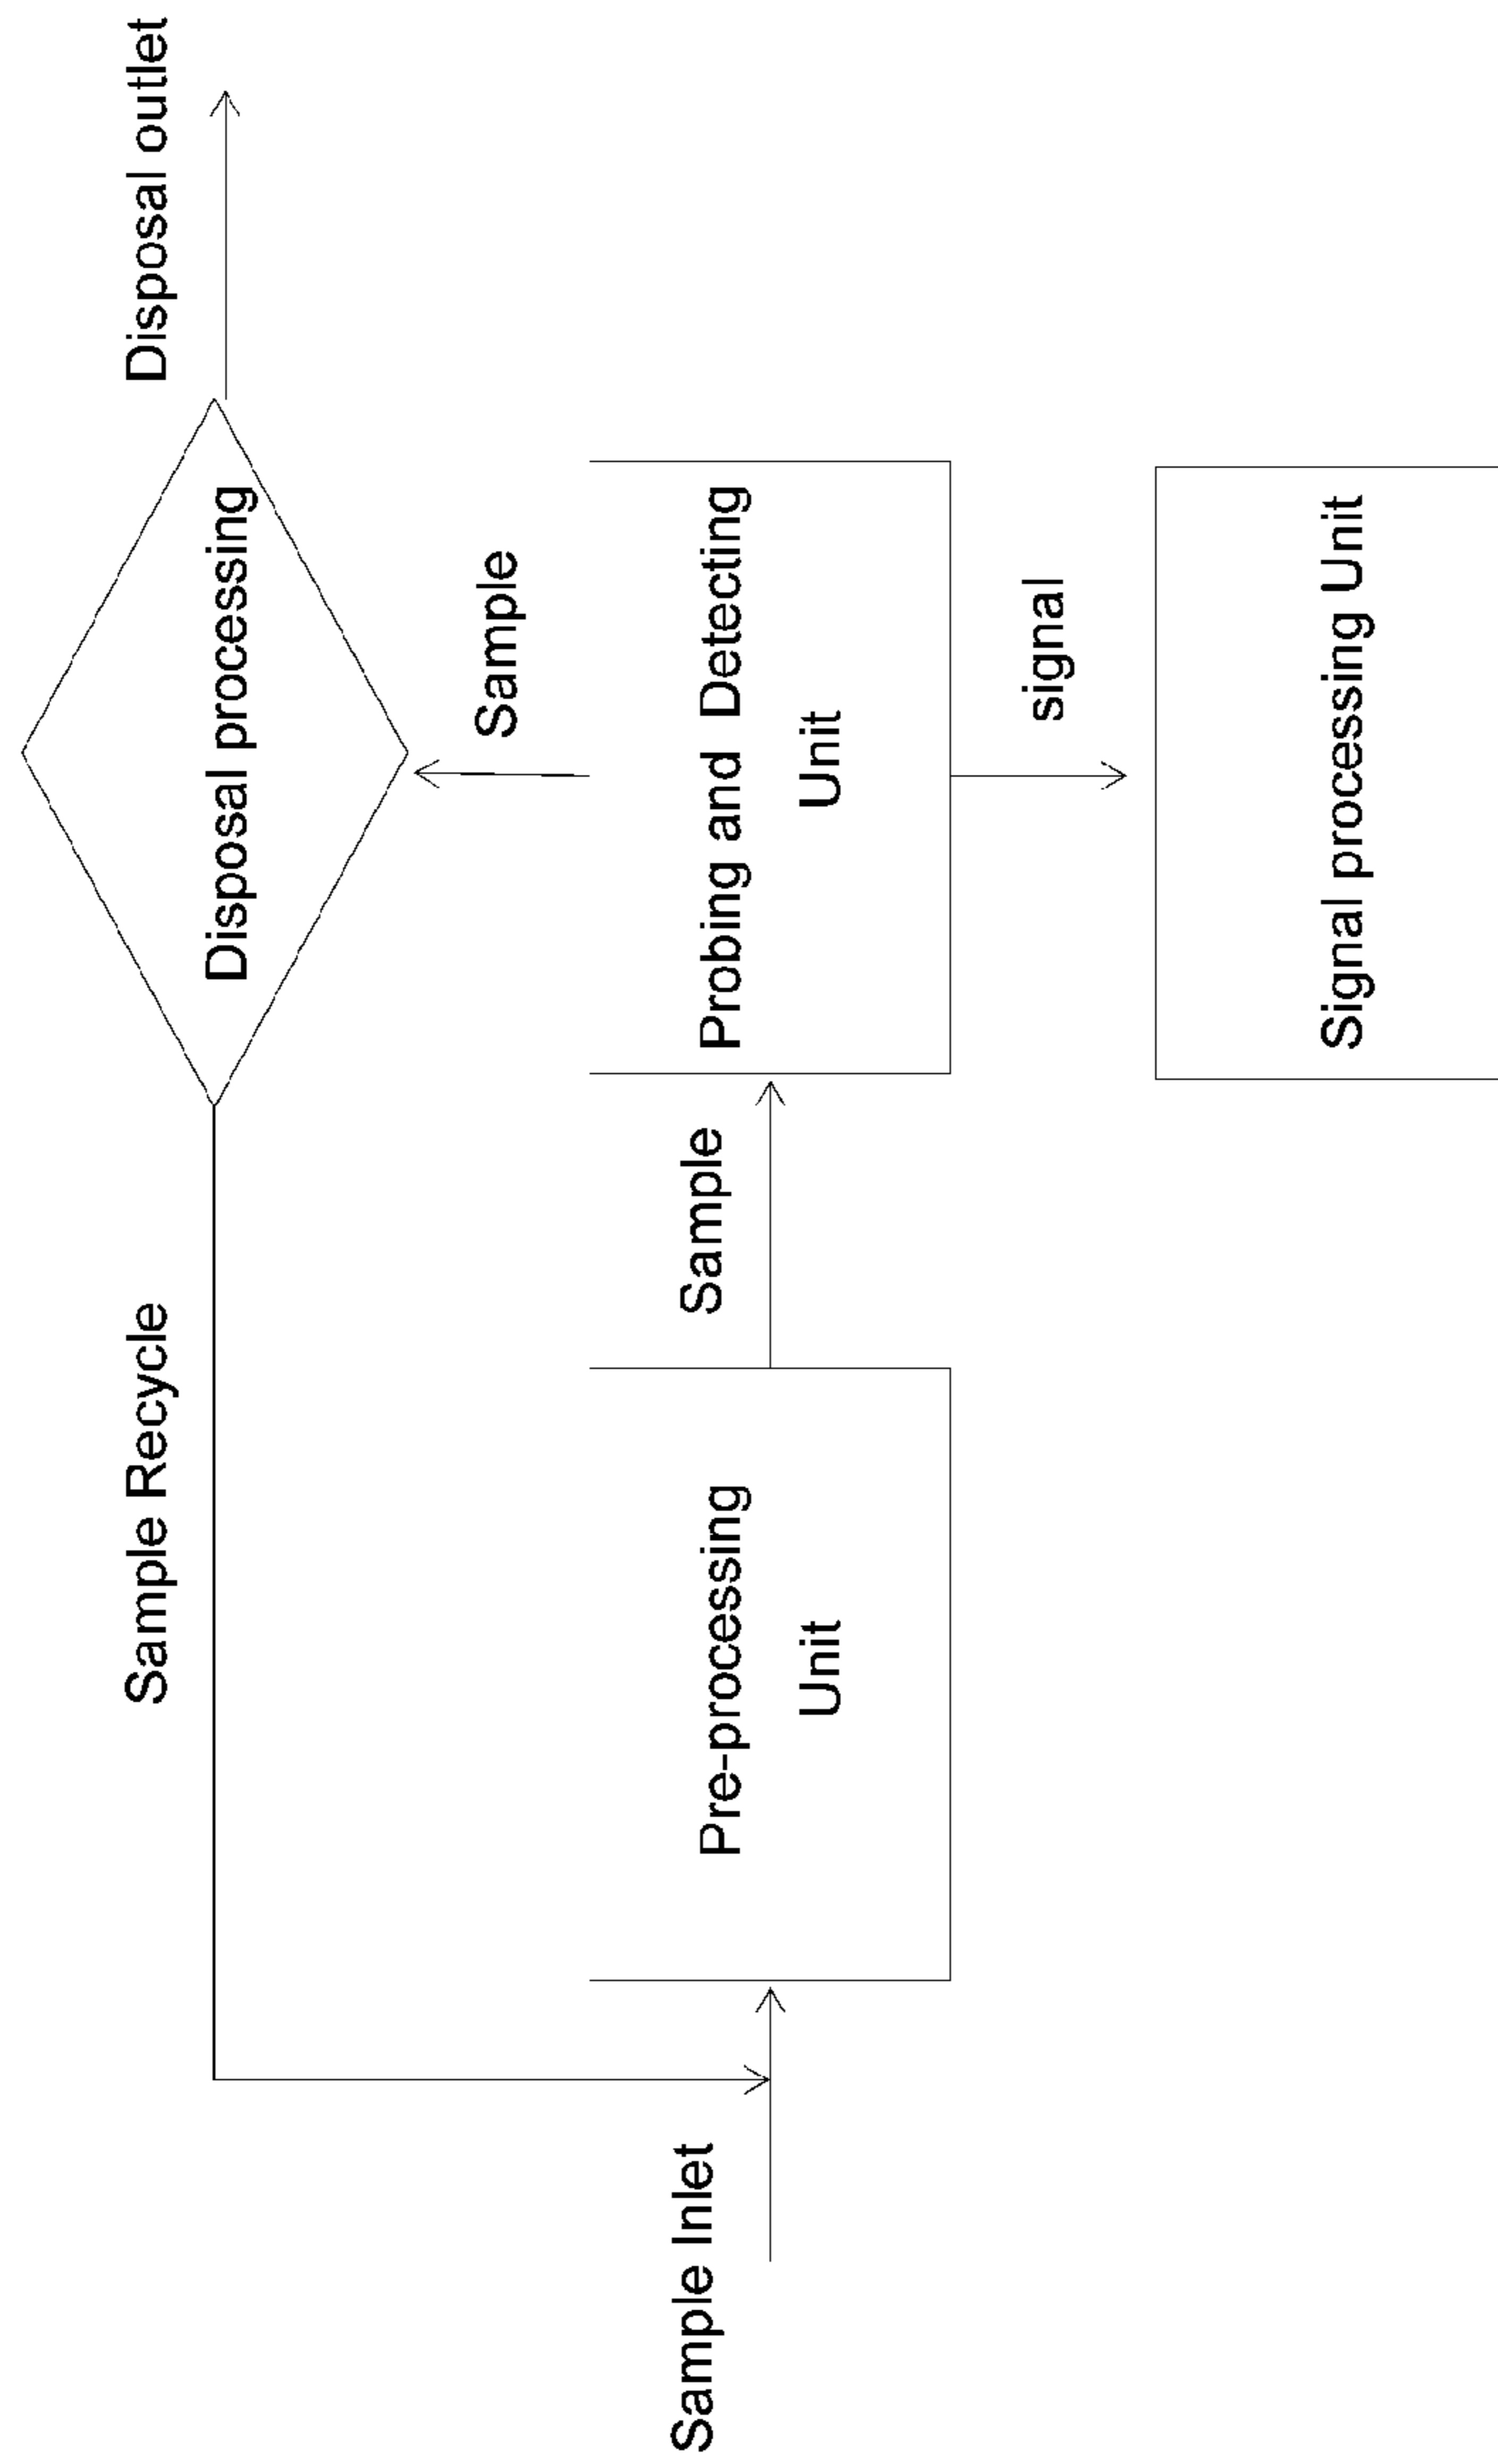 Sample Recycle
Disposal processing
Disposal outlet
Sample
Sample Inlet
Pre-processing
Unit
Sample
Probing and Detecting
Unit
signal
Signal processing Unit